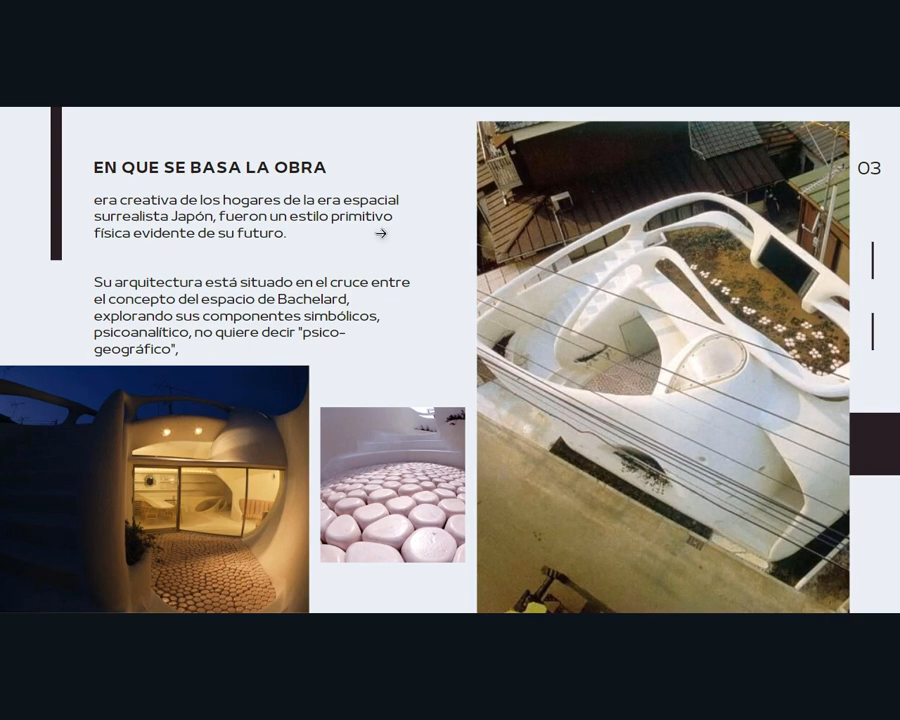 EN QUE SE BASA LA OBRA
era creativa de los hogares de la era espacial
surrealista Japón, fueron un estilo primitivo
física evidente de su futuro.
Su arquitectura está situado en el cruce entre
el concepto del espacio de Bachelard,
explorando sus componentes simbólicos,
psicoanalítico, no quiere decir "psico-
geográfico",
03